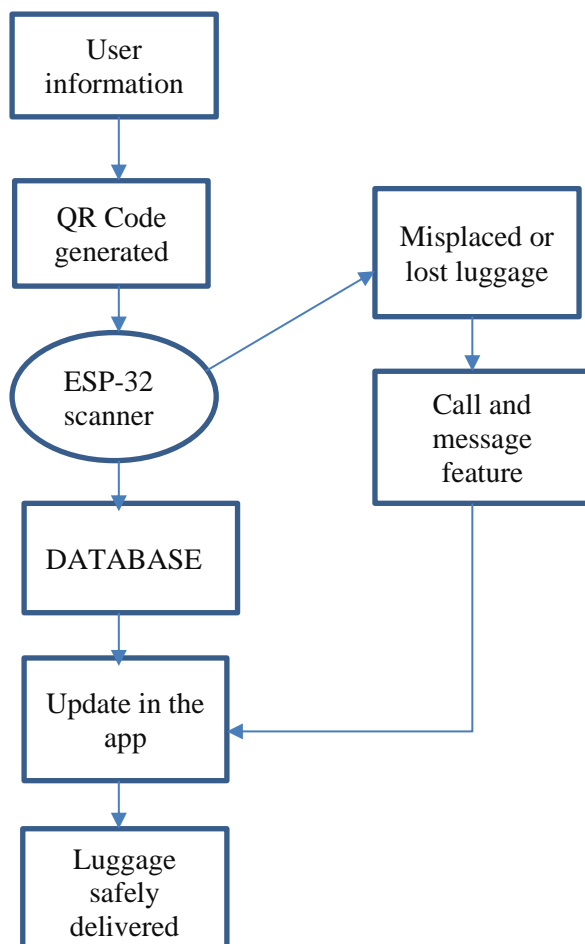 User
information
QR Code
generated
Misplaced or
lost luggage
ESP-32
scanner
Call and
message
feature
DATABASE
Update in the
app
Luggage
safely
delivered